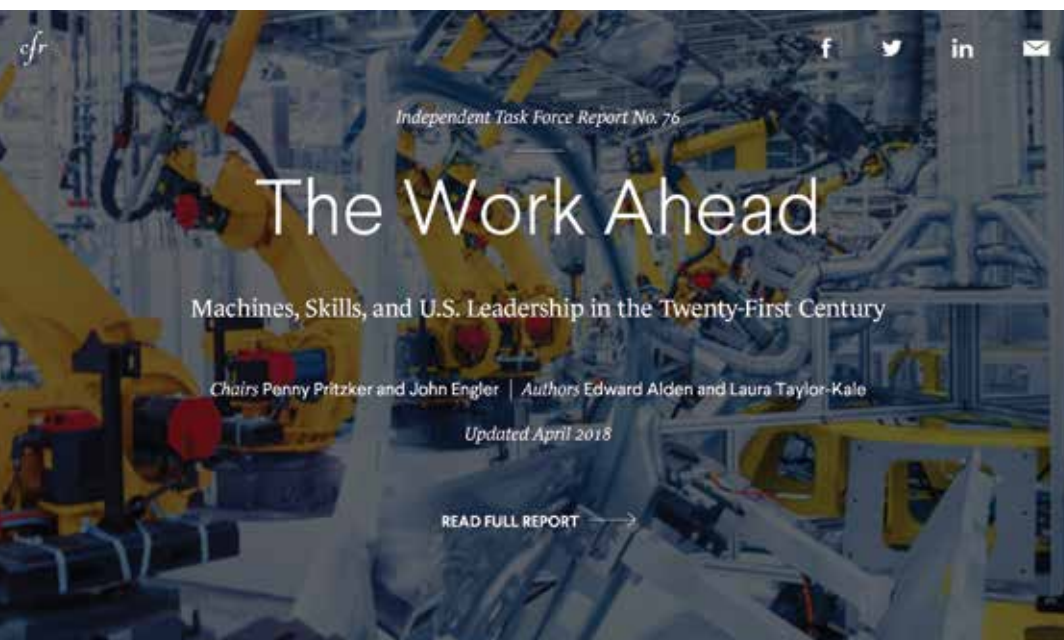 cfr
Independent Task Force Report No. 76
The Work Ahead
Machines, Skills, and U.S. Leadership in the Twenty-First Century
Chairs Penny Pritzker and John Engler | Authors Edward Alden and Laura Taylor-Kale
Updated April 2018
READ FULL REPORT